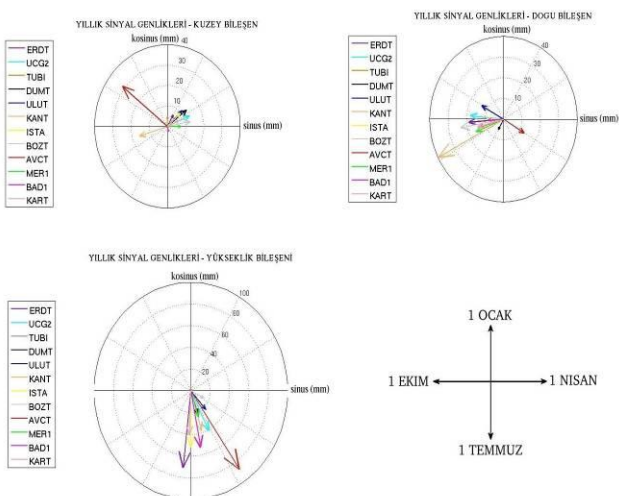 YILLIK SİNYAL GENLİKLERİ - KUZEY BİLEŞEN
kosinus (mm)
40
30
20
10
sinus (mm)
ERDT
UCG2
TUBI
DUMT
ULUT
KANT
ISTA
BOZT
AVCT
MER1
BAD1
KART
YILLIK SİNYAL GENLİKLERİ - DOGU BİLEŞEN
kosinus (mm)
40
30
20
10
sinus (mm)
ERDT
UCG2
TUBI
DUMT
ULUT
KANT
ISTA
BOZT
AVCT
MER1
BAD1
KART
YILLIK SİNYAL GENLİKLERİ - YÜKSEKLİK BİLEŞENİ
kosinus (mm)
100
80
60
40
20
sinus (mm)
ERDT
UCG2
TUBI
DUMT
ULUT
KANT
ISTA
BOZT
AVCT
MER1
BAD1
KART
1 OCAK
1 EKIM
1 NISAN
1 TEMMUZ